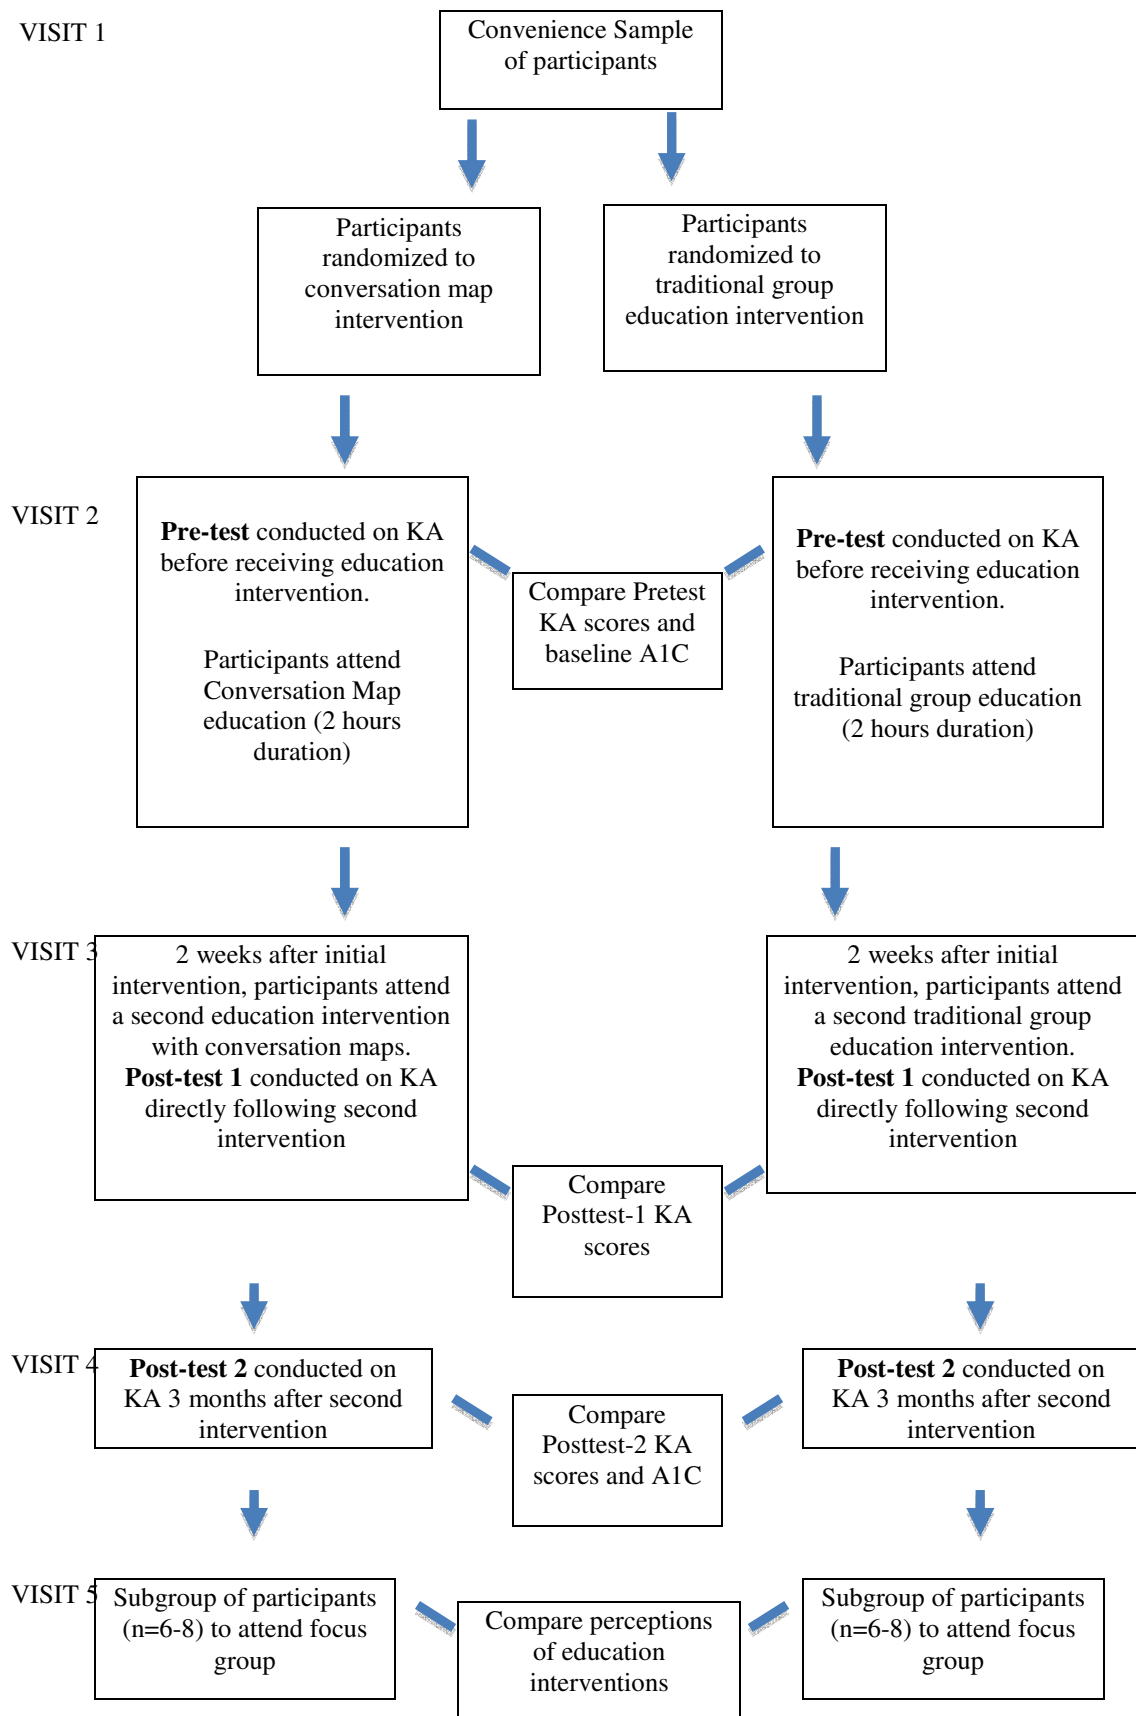 VISIT 1
Convenience Sample
of participants
Participants
randomized to
conversation map
intervention
Participants
randomized to
traditional group
education intervention
VISIT 2
Pre-test conducted on KA
before receiving education
intervention.
Participants attend
Conversation Map
education (2 hours
duration)
Compare Pretest
KA scores and
baseline A1C
Pre-test conducted on KA
before receiving education
intervention.
Participants attend
traditional group education
(2 hours duration)
VISIT 3
2 weeks after initial
intervention, participants attend
a second education intervention
with conversation maps.
Post-test 1 conducted on KA
directly following second
intervention
Compare
Posttest-1 KA
scores
2 weeks after initial
intervention, participants attend
a second traditional group
education intervention.
Post-test 1 conducted on KA
directly following second
intervention
VISIT 4
Post-test 2 conducted on
KA 3 months after second
intervention
Compare
Posttest-2 KA
scores and A1C
Post-test 2 conducted on
KA 3 months after second
intervention
VISIT 5
Subgroup of participants
(n=6-8) to attend focus
group
Compare perceptions
of education
interventions
Subgroup of participants
(n=6-8) to attend focus
group